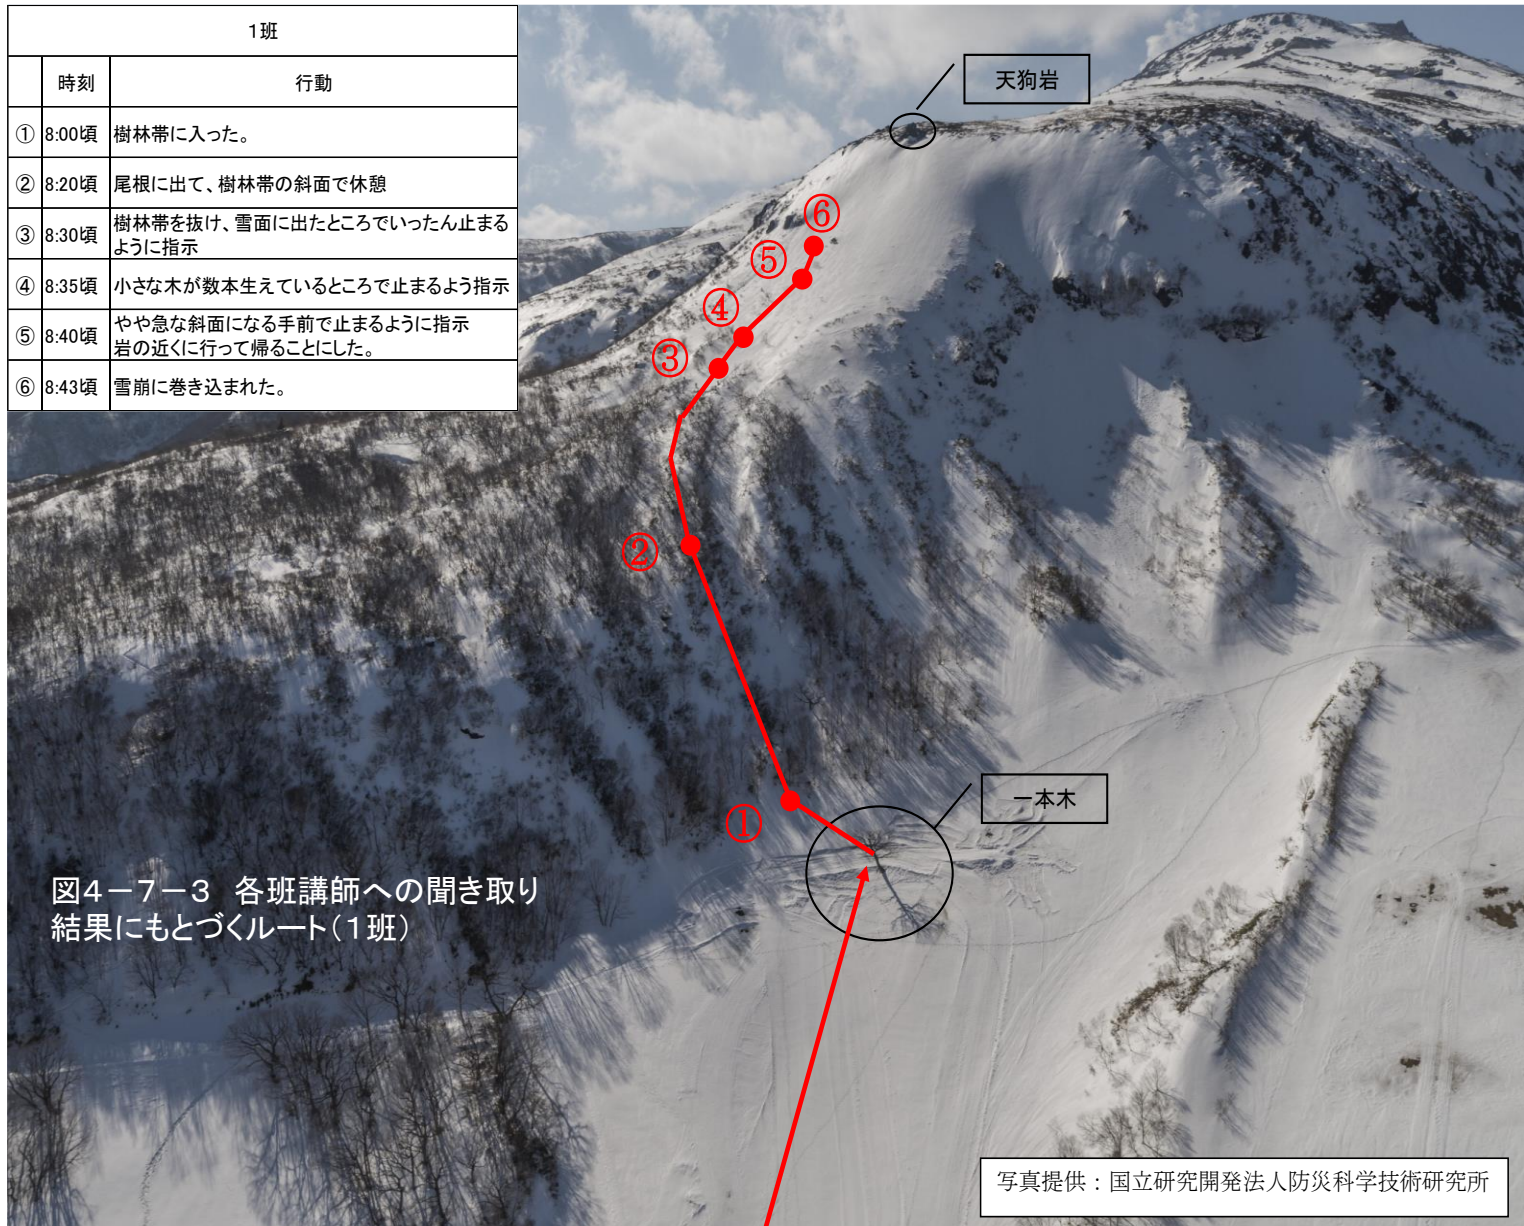 1班
時刻 行動
① 8:00頃 樹林帯に入った。
② 8:20頃 尾根に出て、樹林帯の斜面で休憩
③ 8:30頃 樹林帯を抜け、雪面に出たところでいったん止まる
ように指示
④ 8:35頃 小さな木が数本生えているところで止まるよう指示
⑤ 8:40頃 やや急な斜面になる手前で止まるように指示
岩の近くに行って帰ることにした。
⑥ 8:43頃 雪崩に巻き込まれた。
天狗岩
⑥
⑤
④
③
②
①
一本木
図4-7-3 各班講師への聞き取り
結果にもとづくルート(1班)
写真提供:国立研究開発法人防災科学技術研究所